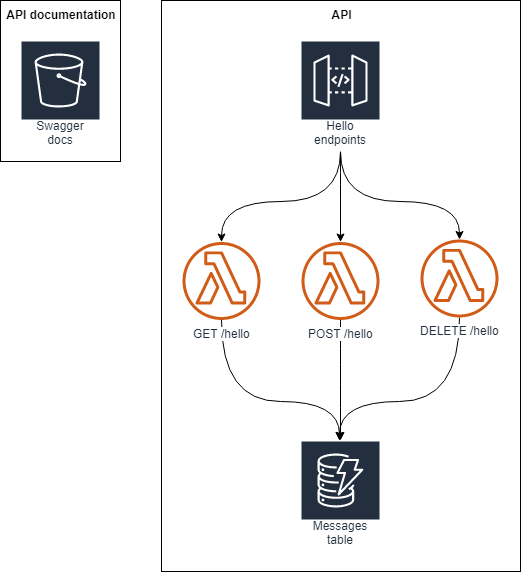 API documentation
Swagger
docs
API
Hello
endpoints
GET /hello
POST /hello
DELETE /hello
Messages
table